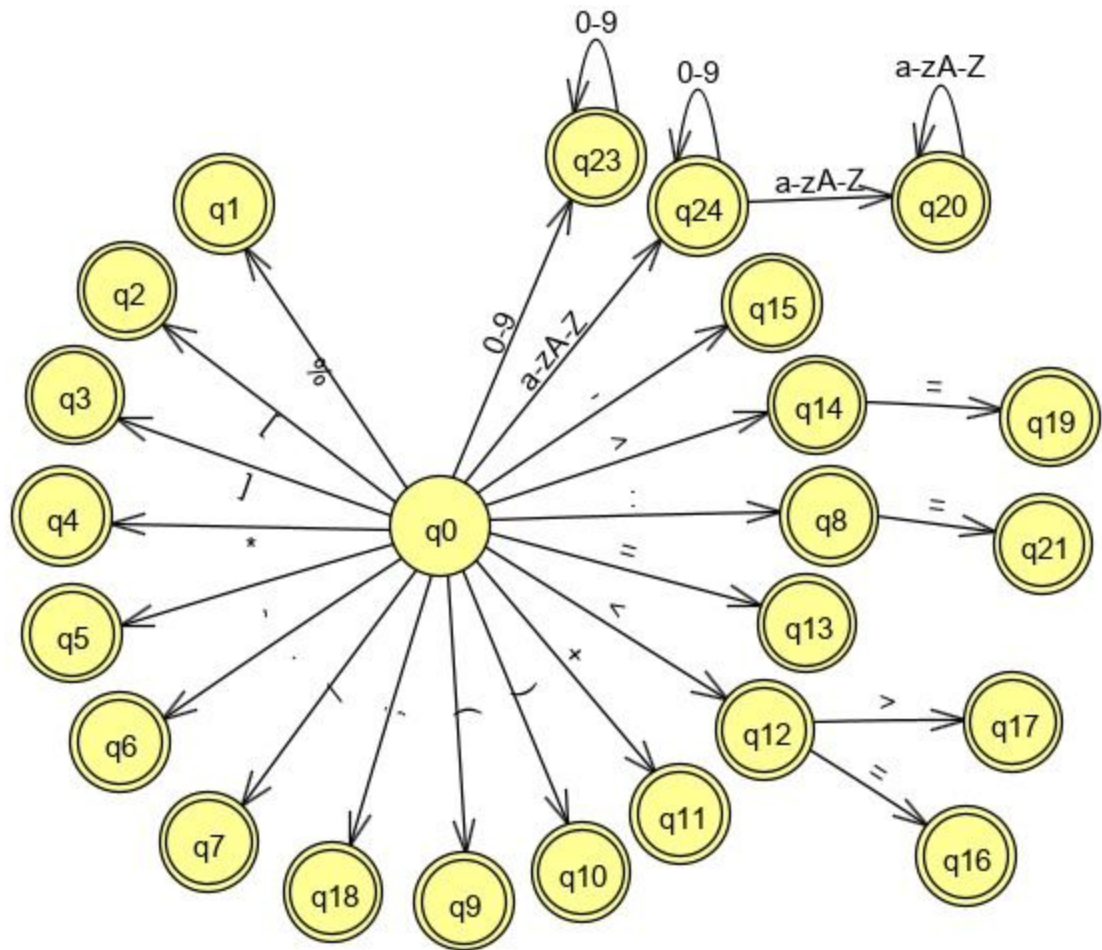 0-9
0-9
a-zA-Z
q23
q24
a-zA-Z
q20
q1
q2
q15
0-9
a-zA-Z
%
q3
[
-
q14
=
q19
>
]
q4
*
q0
:
q8
=
q21
=
q5
,
<
q13
.
+
q6
q12
>
q17
;
)
=
q7
q18
q9
q10
q11
q16